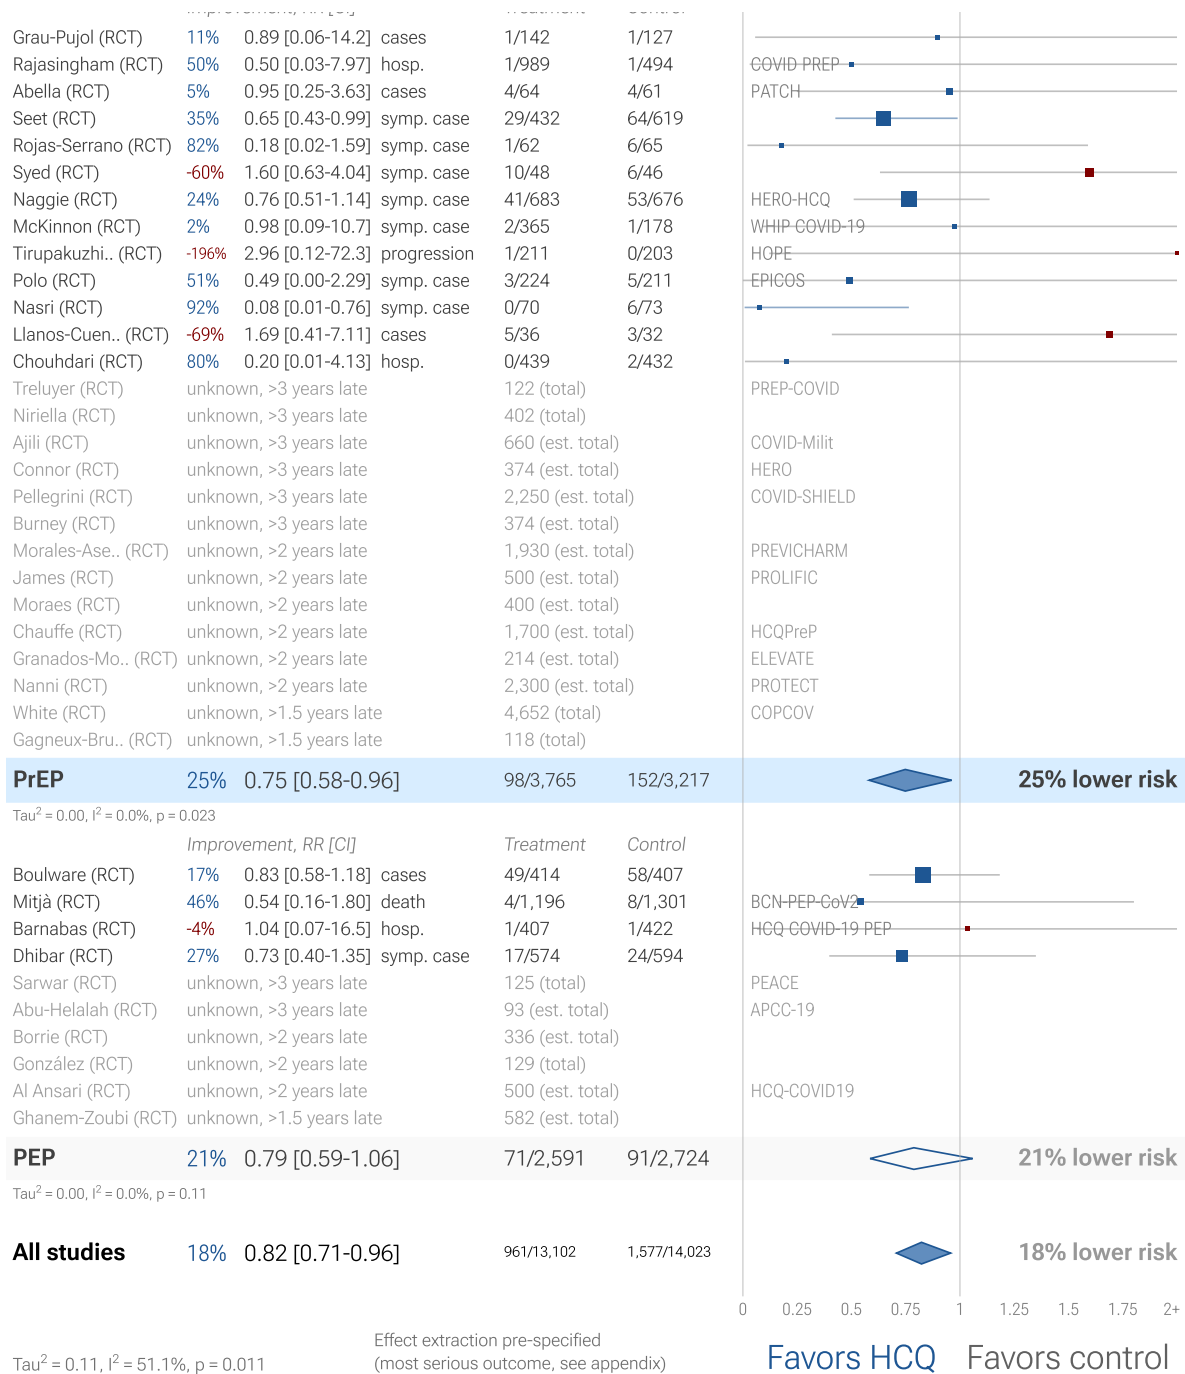 Improvement, RR [CI] Treatment Control
Grau-Pujol (RCT) 11% 0.89 [0.06-14.2] cases 1/142 1/127
Rajasingham (RCT) 50% 0.50 [0.03-7.97] hosp. 1/989 1/494 COVID PREP
Abella (RCT) 5% 0.95 [0.25-3.63] cases 4/64 4/61 PATCH
Seet (RCT) 35% 0.65 [0.43-0.99] symp. case 29/432 64/619
Rojas-Serrano (RCT) 82% 0.18 [0.02-1.59] symp. case 1/62 6/65
Syed (RCT) -60% 1.60 [0.63-4.04] symp. case 10/48 6/46
Naggie (RCT) 24% 0.76 [0.51-1.14] symp. case 41/683 53/676 HERO-HCQ
McKinnon (RCT) 2% 0.98 [0.09-10.7] symp. case 2/365 1/178 WHIP COVID-19
Tirupakuzhi.. (RCT) -196% 2.96 [0.12-72.3] progression 1/211 0/203 HOPE
Polo (RCT) 51% 0.49 [0.00-2.29] symp. case 3/224 5/211 EPICOS
Nasri (RCT) 92% 0.08 [0.01-0.76] symp. case 0/70 6/73
Llanos-Cuen.. (RCT) -69% 1.69 [0.41-7.11] cases 5/36 3/32
Chouhdari (RCT) 80% 0.20 [0.01-4.13] hosp. 0/439 2/432
Treluyer (RCT) unknown, >3 years late 122 (total) PREP-COVID
Niriella (RCT) unknown, >3 years late 402 (total)
Ajili (RCT) unknown, >3 years late 660 (est. total) COVID-Milit
Connor (RCT) unknown, >3 years late 374 (est. total) HERO
Pellegrini (RCT) unknown, >3 years late 2,250 (est. total) COVID-SHIELD
Burney (RCT) unknown, >3 years late 374 (est. total)
Morales-Ase.. (RCT) unknown, >2 years late 1,930 (est. total) PREVICHARM
James (RCT) unknown, >2 years late 500 (est. total) PROLIFIC
Moraes (RCT) unknown, >2 years late 400 (est. total)
Chauffe (RCT) unknown, >2 years late 1,700 (est. total) HCQPreP
Granados-Mo.. (RCT) unknown, >2 years late 214 (est. total) ELEVATE
Nanni (RCT) unknown, >2 years late 2,300 (est. total) PROTECT
White (RCT) unknown, >1.5 years late 4,652 (total) COPCOV
Gagneux-Bru.. (RCT) unknown, >1.5 years late 118 (total)
PrEP 25% 0.75 [0.58-0.96] 98/3,765 152/3,217 25% lower risk
Tau² = 0.00, I² = 0.0%, p = 0.023
Improvement, RR [CI] Treatment Control
Boulware (RCT) 17% 0.83 [0.58-1.18] cases 49/414 58/407
Mitjà (RCT) 46% 0.54 [0.16-1.80] death 4/1,196 8/1,301 BCN-PEP-CoV2
Barnabas (RCT) -4% 1.04 [0.07-16.5] hosp. 1/407 1/422 HCQ COVID-19 PEP
Dhibar (RCT) 27% 0.73 [0.40-1.35] symp. case 17/574 24/594
Sarwar (RCT) unknown, >3 years late 125 (total) PEACE
Abu-Helalah (RCT) unknown, >3 years late 93 (est. total) APCC-19
Borrie (RCT) unknown, >2 years late 336 (est. total)
González (RCT) unknown, >2 years late 129 (total)
Al Ansari (RCT) unknown, >2 years late 500 (est. total) HCQ-COVID19
Ghanem-Zoubi (RCT) unknown, >1.5 years late 582 (est. total)
PEP 21% 0.79 [0.59-1.06] 71/2,591 91/2,724 21% lower risk
Tau² = 0.00, I² = 0.0%, p = 0.11
All studies 18% 0.82 [0.71-0.96] 961/13,102 1,577/14,023 18% lower risk
0 0.25 0.5 0.75 1 1.25 1.5 1.75 2+
Effect extraction pre-specified
Tau² = 0.11, I² = 51.1%, p = 0.011 (most serious outcome, see appendix) Favors HCQ Favors control